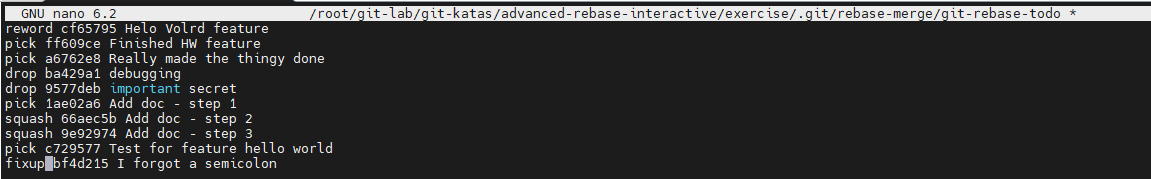 GNU nano 6.2 /root/git-lab/git-katas/advanced-rebase-interactive/exercise/.git/rebase-merge/git-rebase-todo *
reword cf65795 Helo Volrd feature
pick ff609ce Finished HW feature
pick a6762e8 Really made the thingy done
drop ba429a1 debugging
drop 9577deb important secret
pick 1ae02a6 Add doc - step 1
squash 66aec5b Add doc - step 2
squash 9e92974 Add doc - step 3
pick c729577 Test for feature hello world
fixup bf4d215 I forgot a semicolon